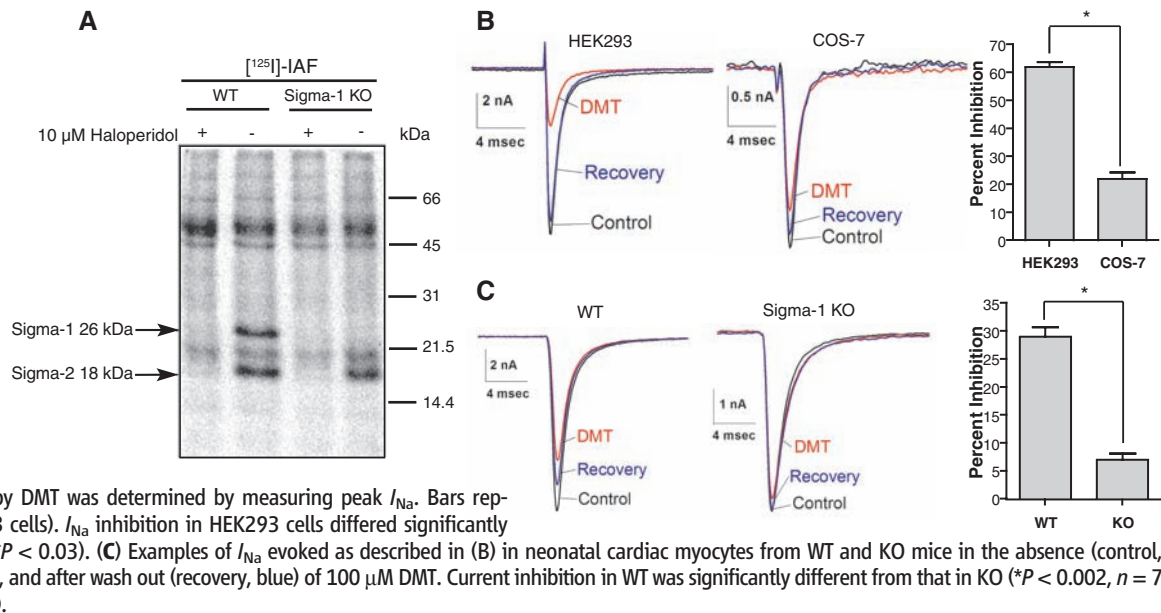 A
[¹²⁵I]-IAF
WT Sigma-1 KO
10 µM Haloperidol + - + - kDa
66
45
31
21.5
14.4
Sigma-1 26 kDa
Sigma-2 18 kDa
B
HEK293
2 nA
4 msec
DMT
Recovery
Control
COS-7
0.5 nA
4 msec
DMT
Recovery
Control
Percent Inhibition
70
60
50
40
30
20
10
0
*
HEK293 COS-7
C
WT
2 nA
4 msec
DMT
Recovery
Control
Sigma-1 KO
1 nA
4 msec
DMT
Recovery
Control
Percent Inhibition
35
30
25
20
15
10
5
0
*
WT KO
by DMT was determined by measuring peak I_Na. Bars rep-
cells). I_Na inhibition in HEK293 cells differed significantly
P < 0.03). (C) Examples of I_Na evoked as described in (B) in neonatal cardiac myocytes from WT and KO mice in the absence (control,
, and after wash out (recovery, blue) of 100 µM DMT. Current inhibition in WT was significantly different from that in KO (*P < 0.002, n = 7